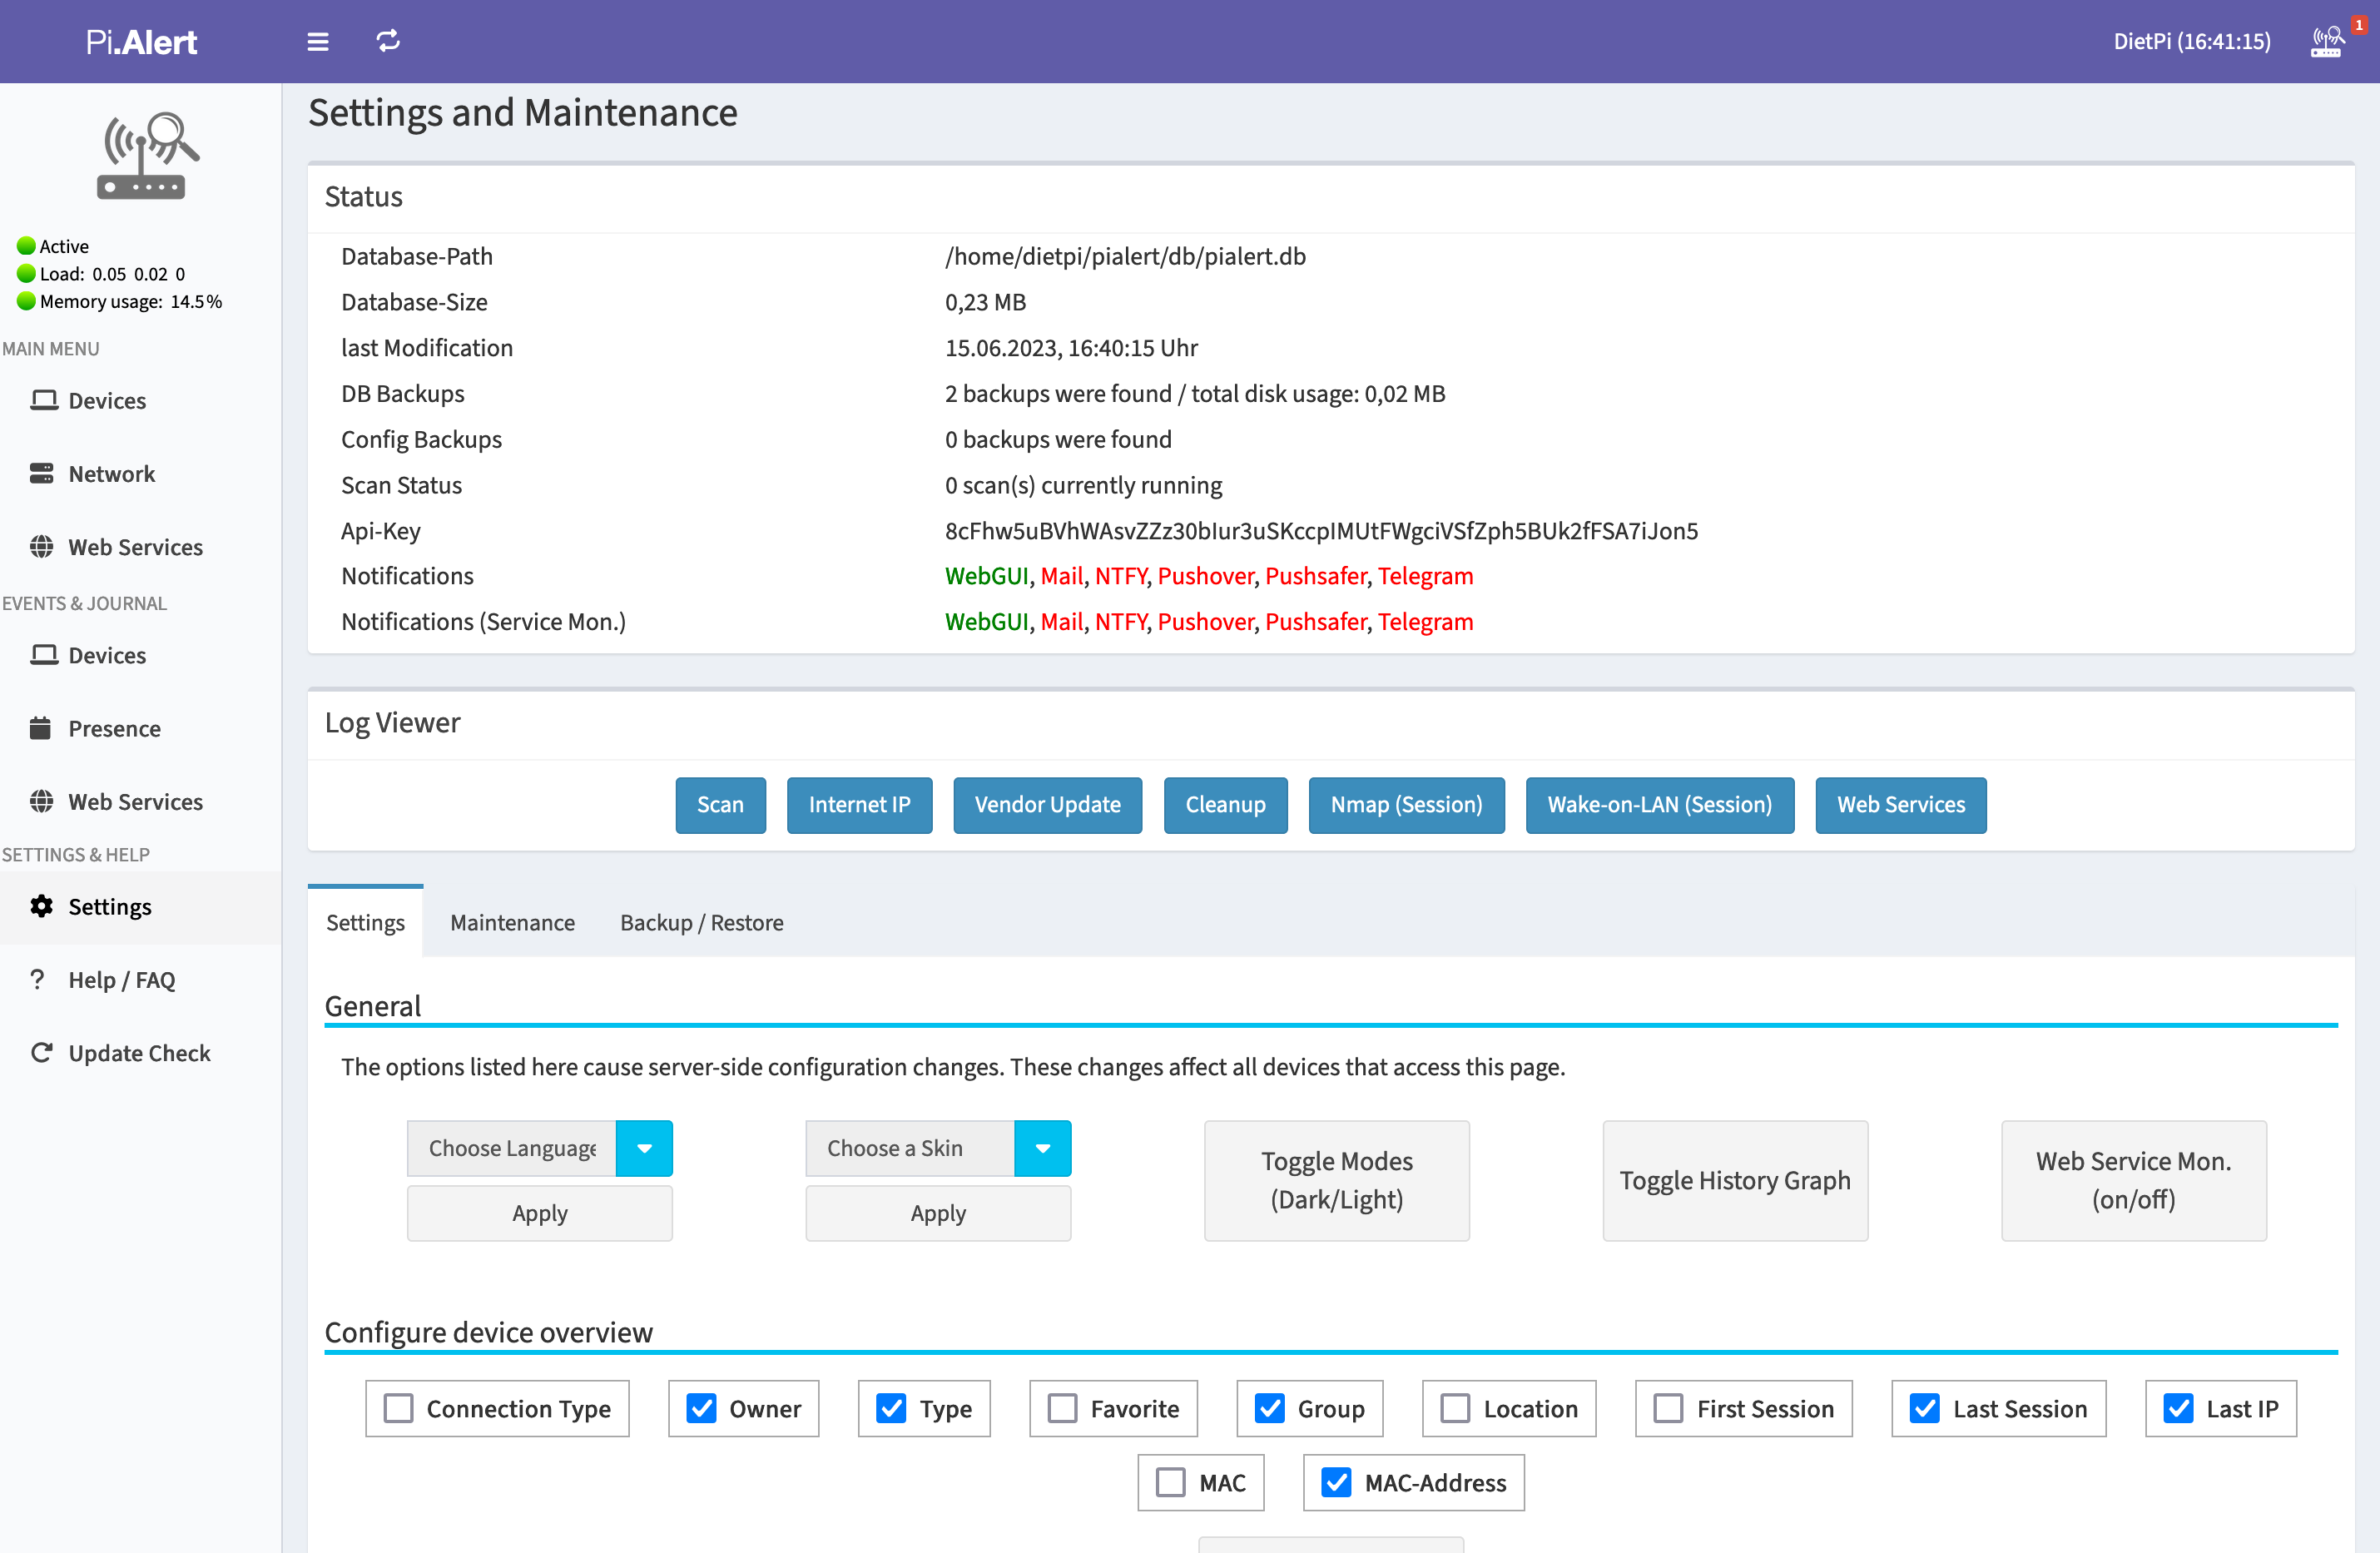 Pi.Alert
DietPi (16:41:15)
1
Active
Load: 0.05 0.02 0
Memory usage: 14.5%
MAIN MENU
Devices
Network
Web Services
EVENTS & JOURNAL
Devices
Presence
Web Services
SETTINGS & HELP
Settings
Help / FAQ
Update Check
Settings and Maintenance
Status
Database-Path /home/dietpi/pialert/db/pialert.db
Database-Size 0,23 MB
last Modification 15.06.2023, 16:40:15 Uhr
DB Backups 2 backups were found / total disk usage: 0,02 MB
Config Backups 0 backups were found
Scan Status 0 scan(s) currently running
Api-Key 8cFhw5uBVhWAsvZZz30bIur3uSKccpIMUtFWgciVSfZph5BUk2fFSA7iJon5
Notifications WebGUI, Mail, NTFY, Pushover, Pushsafer, Telegram
Notifications (Service Mon.) WebGUI, Mail, NTFY, Pushover, Pushsafer, Telegram
Log Viewer
Scan Internet IP Vendor Update Cleanup Nmap (Session) Wake-on-LAN (Session) Web Services
Settings Maintenance Backup / Restore
General
The options listed here cause server-side configuration changes. These changes affect all devices that access this page.
Choose Language
Apply
Choose a Skin
Apply
Toggle Modes
(Dark/Light)
Toggle History Graph
Web Service Mon.
(on/off)
Configure device overview
Connection Type Owner Type Favorite Group Location First Session Last Session Last IP
MAC MAC-Address